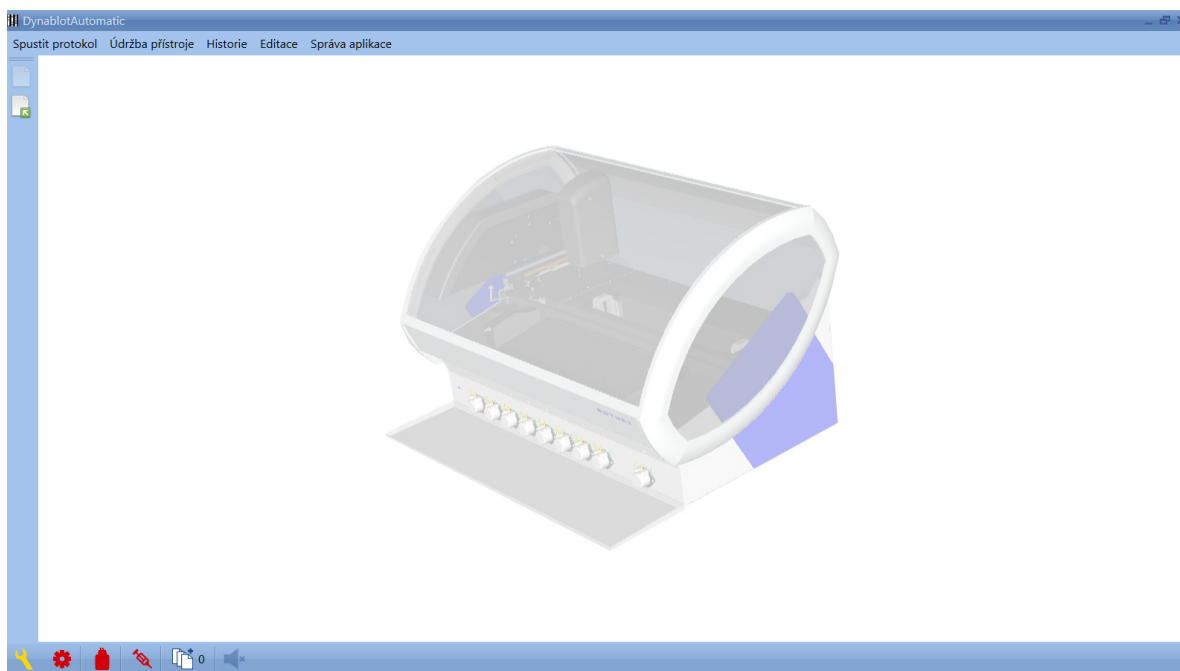 DynablotAutomatic
Spustit protokol Údržba přístroje Historie Editace Správa aplikace
0